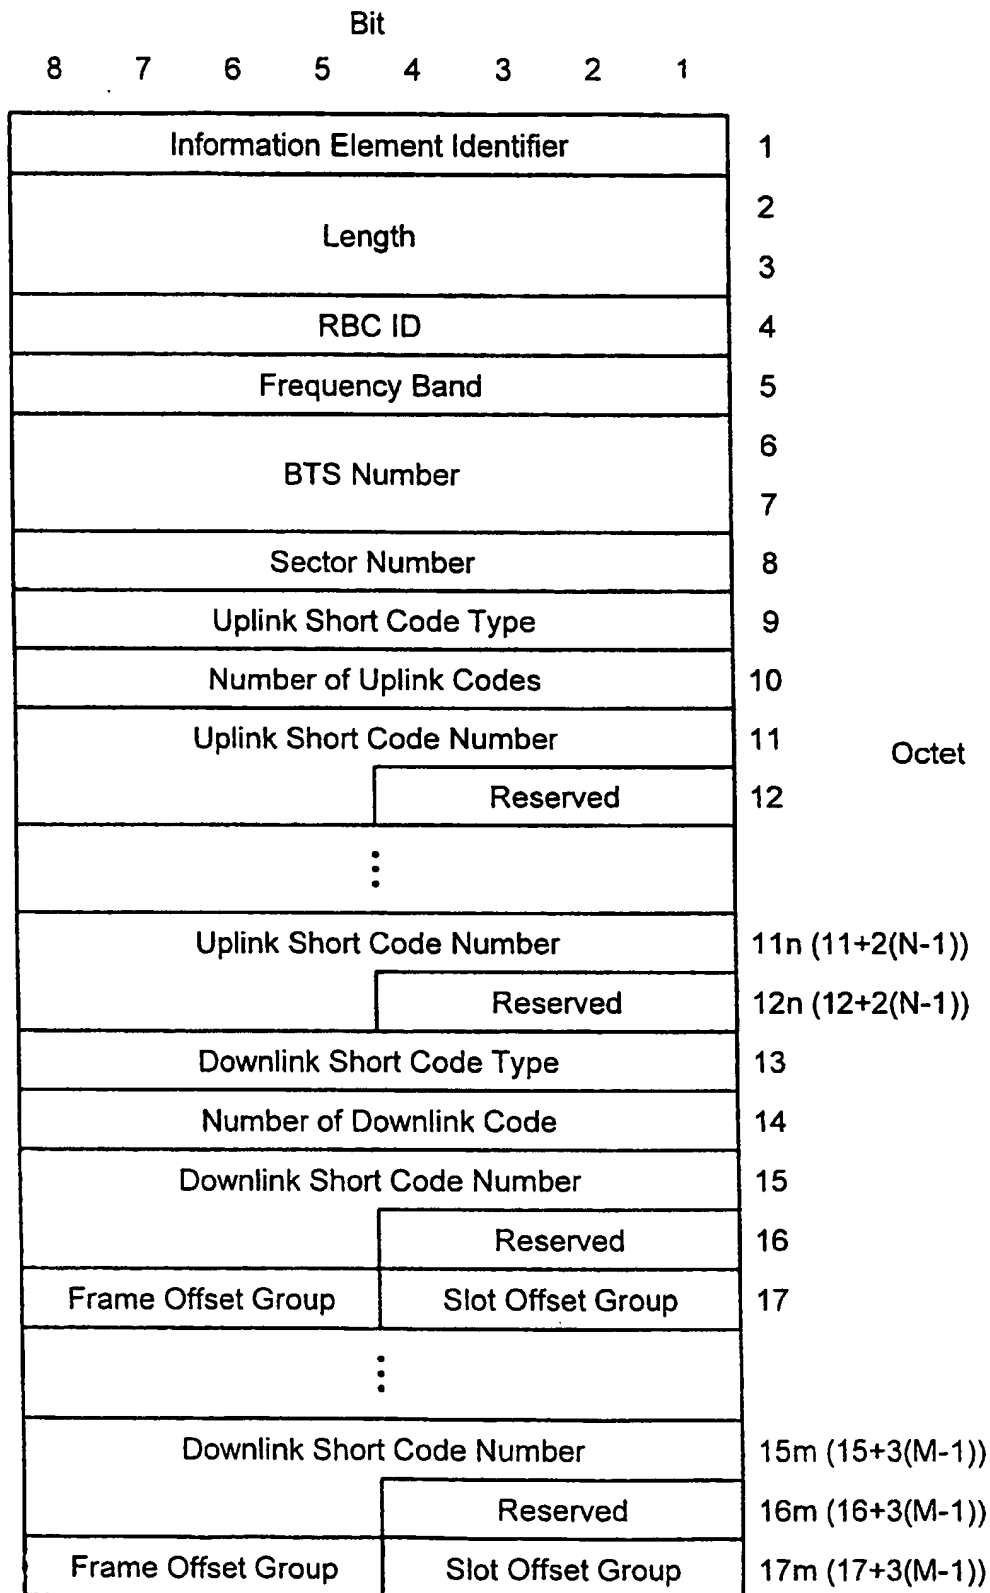 Bit
8 7 6 5 4 3 2 1
Information Element Identifier 1
2
Length
3
RBC ID 4
Frequency Band 5
6
BTS Number
7
Sector Number 8
Uplink Short Code Type 9
Number of Uplink Codes 10
Uplink Short Code Number 11
Octet
Reserved 12
⋮
Uplink Short Code Number 11n (11+2(N-1))
Reserved 12n (12+2(N-1))
Downlink Short Code Type 13
Number of Downlink Code 14
Downlink Short Code Number 15
Reserved 16
Frame Offset Group Slot Offset Group 17
⋮
Downlink Short Code Number 15m (15+3(M-1))
Reserved 16m (16+3(M-1))
Frame Offset Group Slot Offset Group 17m (17+3(M-1))